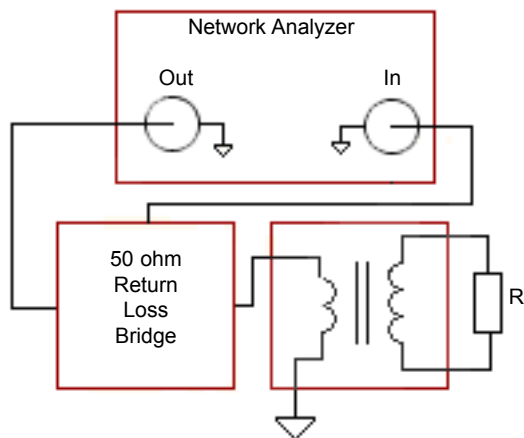 Network Analyzer
Out
In
50 ohm
Return
Loss
Bridge
R